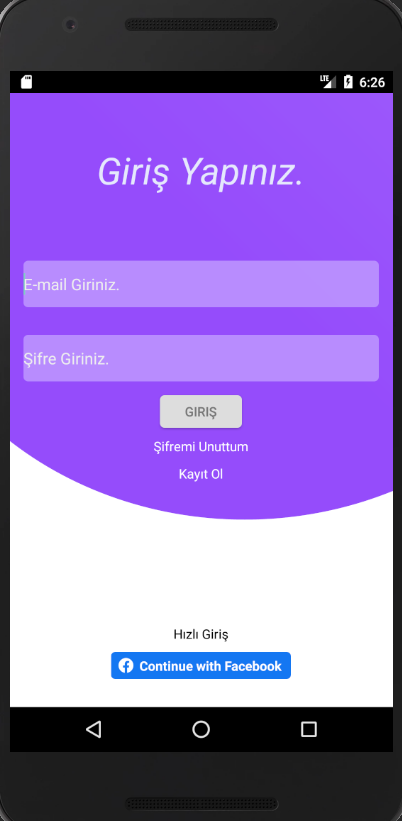 LTE 6:26
Giriş Yapınız.
E-mail Giriniz.
Şifre Giriniz.
GIRIŞ
Şifremi Unuttum
Kayıt Ol
Hızlı Giriş
Continue with Facebook